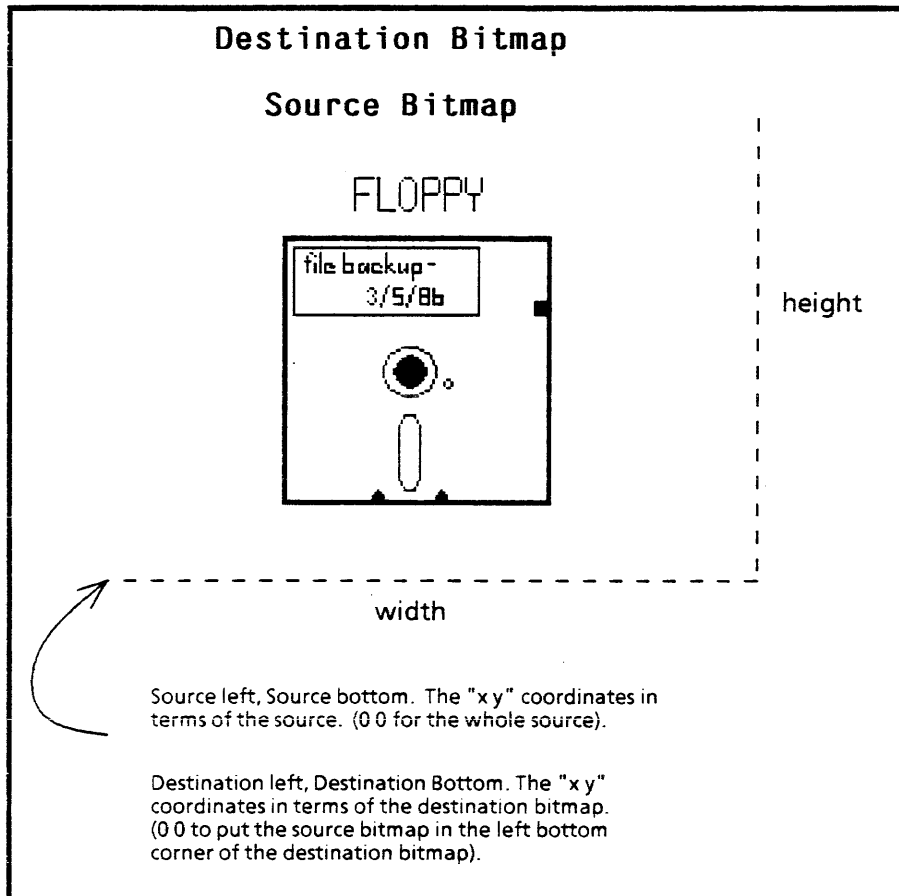 Destination Bitmap
Source Bitmap
FLOPPY
file backup-
3/5/86
height
width
Source left, Source bottom. The "x y" coordinates in
terms of the source. (0 0 for the whole source).
Destination left, Destination Bottom. The "x y"
coordinates in terms of the destination bitmap.
(0 0 to put the source bitmap in the left bottom
corner of the destination bitmap).